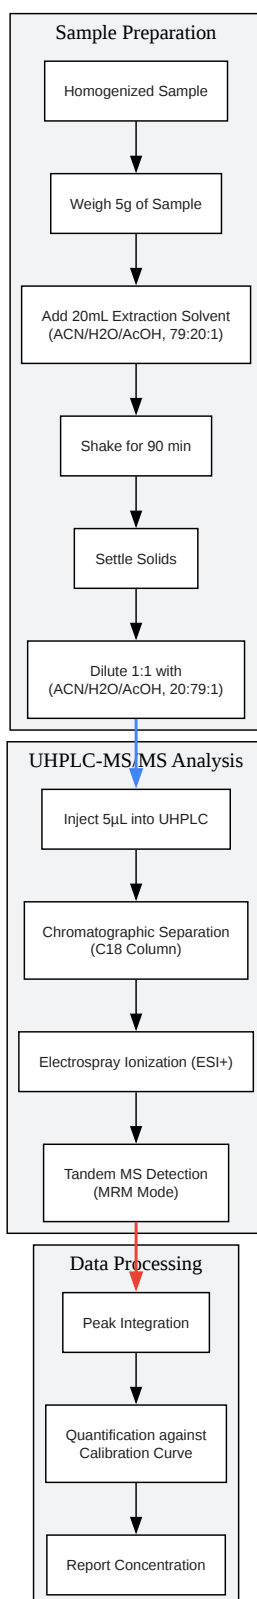 Sample Preparation
Homogenized Sample
Weigh 5g of Sample
Add 20mL Extraction Solvent
(ACN/H2O/AcOH, 79:20:1)
Shake for 90 min
Settle Solids
Dilute 1:1 with
(ACN/H2O/AcOH, 20:79:1)
UHPLC-MS/MS Analysis
Inject 5µL into UHPLC
Chromatographic Separation
(C18 Column)
Electrospray Ionization (ESI+)
Tandem MS Detection
(MRM Mode)
Data Processing
Peak Integration
Quantification against
Calibration Curve
Report Concentration